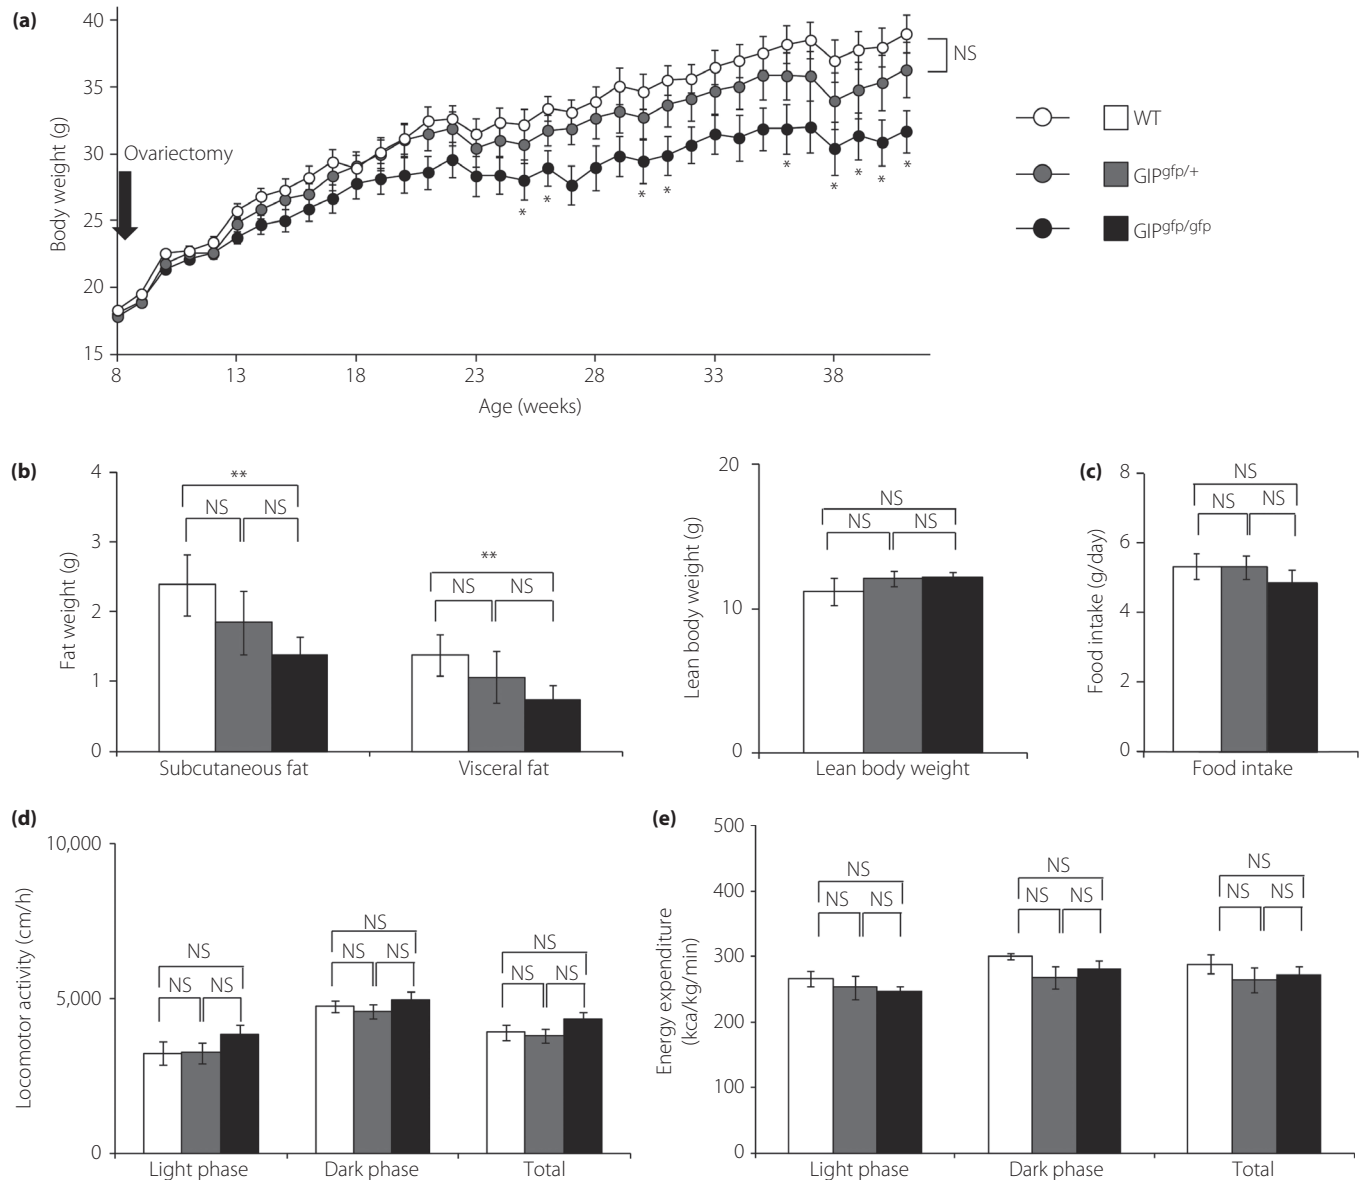 (a)
40
35
30
25
20
15
Body weight (g)
Ovariectomy
NS
* * * * * * * * *
8 13 18 23 28 33 38
Age (weeks)
WT
GIPgfp/+
GIPgfp/gfp
(b)
4
3
2
1
0
Fat weight (g)
**
NS NS
**
NS NS
Subcutaneous fat Visceral fat
20
10
0
Lean body weight (g)
NS
NS NS
Lean body weight
(c)
8
6
4
2
0
Food intake (g/day)
NS
NS NS
Food intake
(d)
10,000
5,000
0
Locomotor activity (cm/h)
NS
NS NS
NS
NS NS
NS
NS NS
Light phase Dark phase Total
(e)
500
400
300
200
100
0
Energy expenditure
(kca/kg/min)
NS
NS NS
NS
NS NS
NS
NS NS
Light phase Dark phase Total